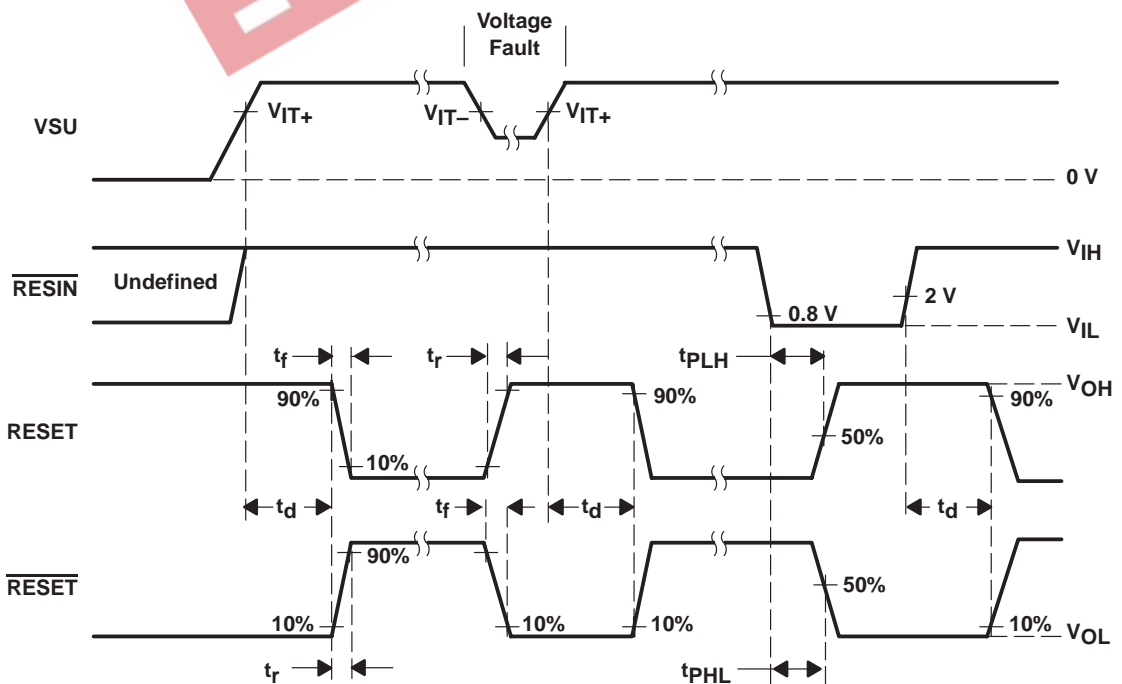 Voltage
Fault
VSU
VIT+
VIT–
VIT+
0 V
RESIN
Undefined
VIH
0.8 V
2 V
VIL
tf
tr
tPLH
VOH
RESET
90%
10%
90%
50%
90%
td
tf
td
td
RESET
90%
50%
10%
10%
10%
10%
VOL
tr
tPHL